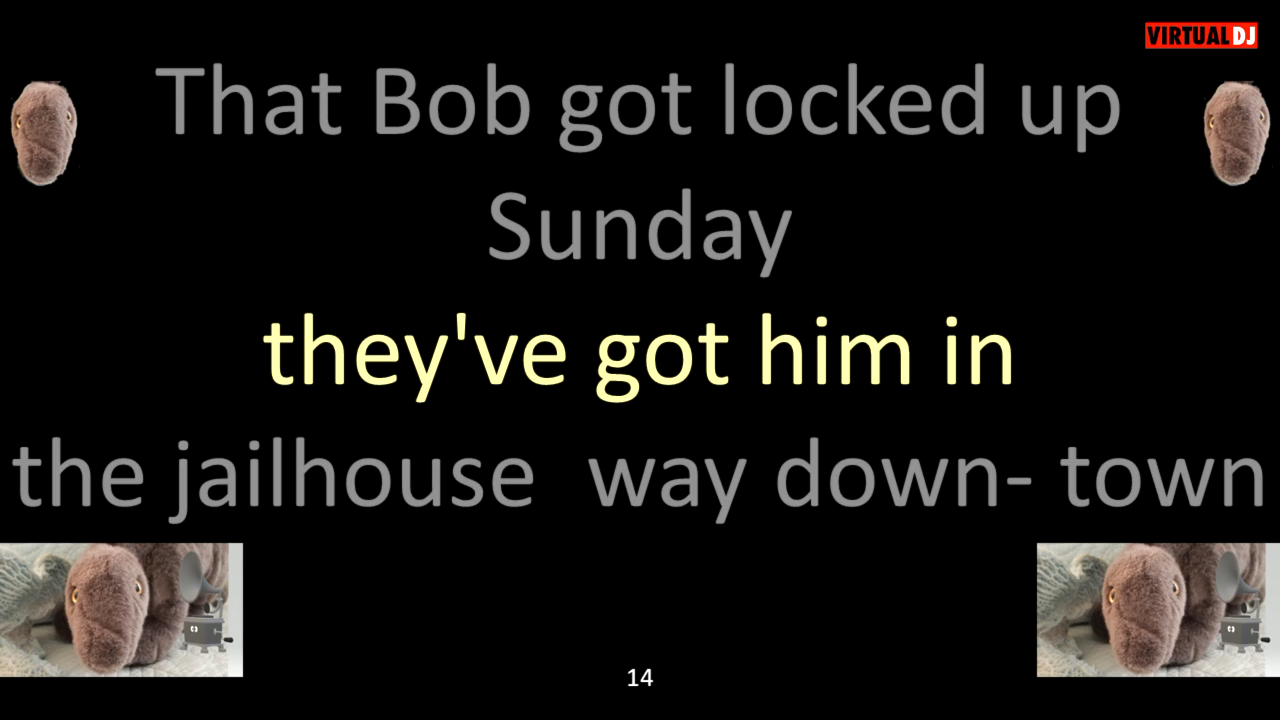 VIRTUAL DJ
That Bob got locked up
Sunday
they've got him in
the jailhouse  way down- town
14